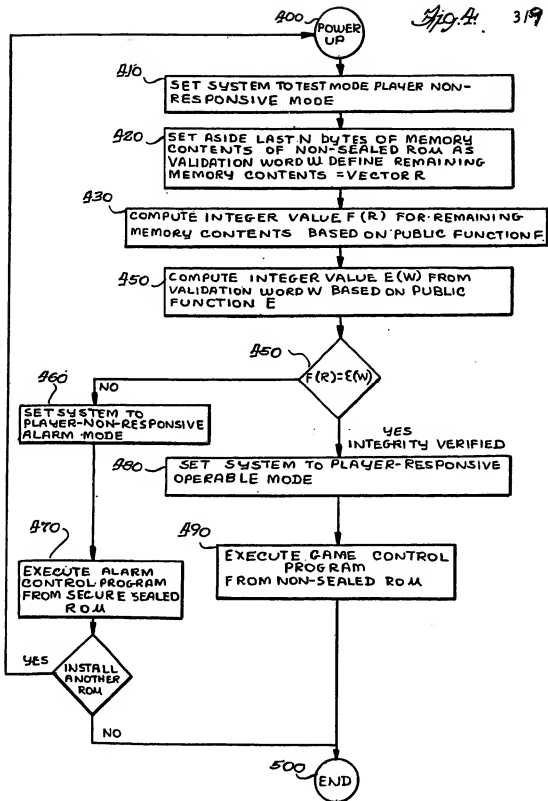 Fig. 4. 3/9
400
POWER
UP
410
SET SYSTEM TO TEST MODE PLAYER NON-
RESPONSIVE MODE
420
SET ASIDE LAST N BYTES OF MEMORY
CONTENTS OF NON-SEALED ROM AS
VALIDATION WORD W DEFINE REMAINING
MEMORY CONTENTS =VECTOR R
430
COMPUTE INTEGER VALUE F(R) FOR REMAINING
MEMORY CONTENTS BASED ON PUBLIC FUNCTION F
450
COMPUTE INTEGER VALUE E(W) FROM
VALIDATION WORD W BASED ON PUBLIC
FUNCTION E
450
F(R)=E(W)
NO
460
SET SYSTEM TO
PLAYER-NON-RESPONSIVE
ALARM MODE
YES
INTEGRITY VERIFIED
480
SET SYSTEM TO PLAYER-RESPONSIVE
OPERABLE MODE
470
EXECUTE ALARM
CONTROL PROGRAM
FROM SECURE SEALED
ROM
490
EXECUTE GAME CONTROL
PROGRAM
FROM NON-SEALED ROM
YES
INSTALL
ANOTHER
ROM
NO
500
END